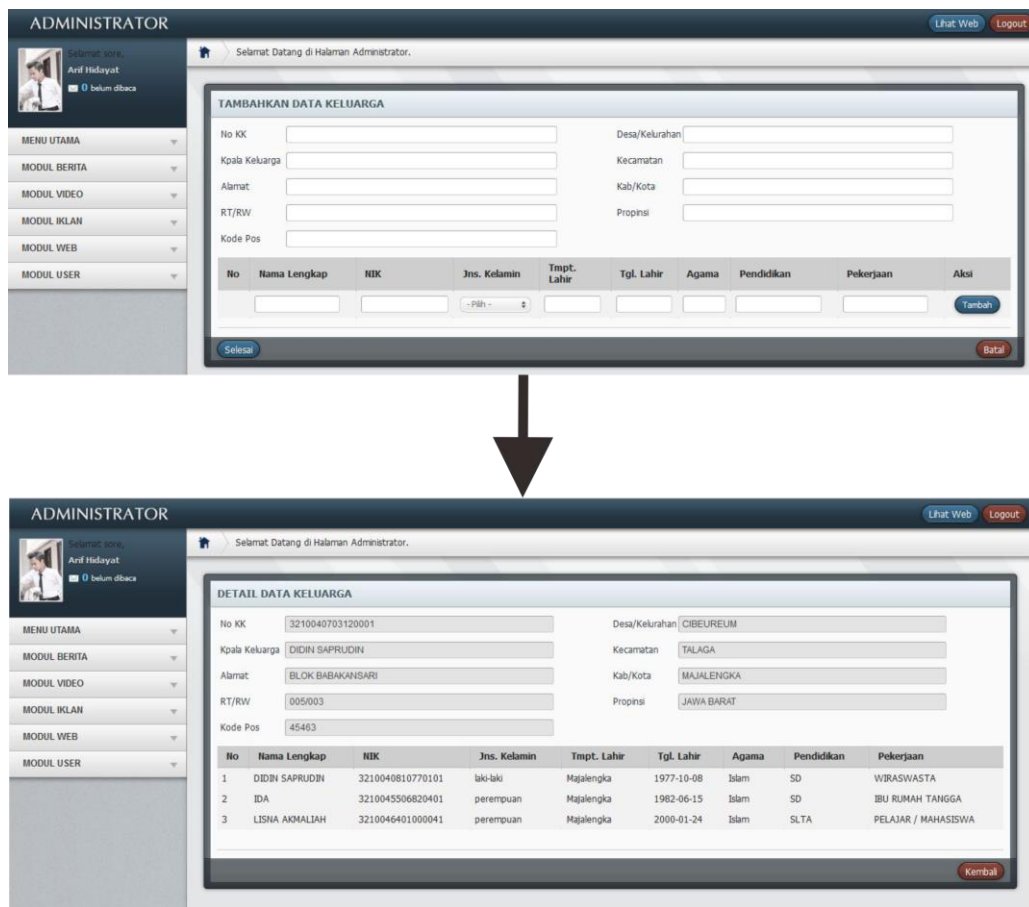 ADMINISTRATOR
Lihat Web Logout
Selamat sore,
Arif Hidayat
0 belum dibaca
Selamat Datang di Halaman Administrator.
MENU UTAMA
MODUL BERITA
MODUL VIDEO
MODUL IKLAN
MODUL WEB
MODUL USER
TAMBAHKAN DATA KELUARGA
No KK Desa/Kelurahan
Kpala Keluarga Kecamatan
Alamat Kab/Kota
RT/RW Propinsi
Kode Pos
No Nama Lengkap NIK Jns. Kelamin Tmpt. Lahir Tgl. Lahir Agama Pendidikan Pekerjaan Aksi
- Pilih - Tambah
Selesai Batal
ADMINISTRATOR
Lihat Web Logout
Selamat sore,
Arif Hidayat
0 belum dibaca
Selamat Datang di Halaman Administrator.
MENU UTAMA
MODUL BERITA
MODUL VIDEO
MODUL IKLAN
MODUL WEB
MODUL USER
DETAIL DATA KELUARGA
No KK 3210040703120001 Desa/Kelurahan CIBEUREUM
Kpala Keluarga DIDIN SAPRUDIN Kecamatan TALAGA
Alamat BLOK BABAKANSARI Kab/Kota MAJALENGKA
RT/RW 005/003 Propinsi JAWA BARAT
Kode Pos 45463
No Nama Lengkap NIK Jns. Kelamin Tmpt. Lahir Tgl. Lahir Agama Pendidikan Pekerjaan
1 DIDIN SAPRUDIN 3210040810770101 laki-laki Majalengka 1977-10-08 Islam SD WIRASWASTA
2 IDA 3210045506820401 perempuan Majalengka 1982-06-15 Islam SD IBU RUMAH TANGGA
3 LISNA AKMALIAH 3210046401000041 perempuan Majalengka 2000-01-24 Islam SLTA PELAJAR / MAHASISWA
Kembali